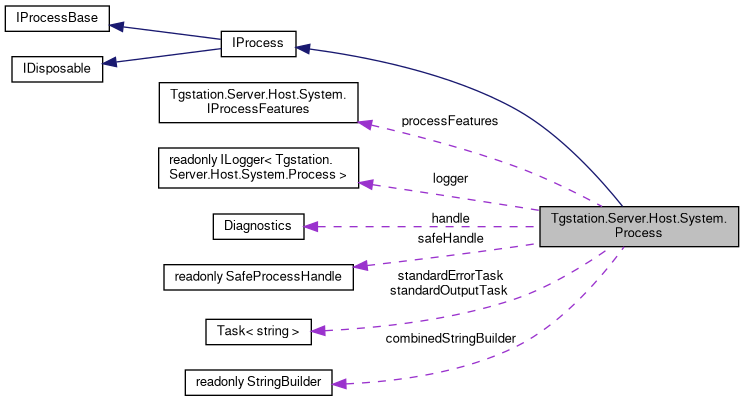 IProcessBase
IDisposable
IProcess
Tgstation.Server.Host.System.
IProcessFeatures
processFeatures
readonly ILogger< Tgstation.
Server.Host.System.Process >
logger
Diagnostics
handle
safeHandle
readonly SafeProcessHandle
Tgstation.Server.Host.System.
Process
standardErrorTask
standardOutputTask
Task< string >
combinedStringBuilder
readonly StringBuilder